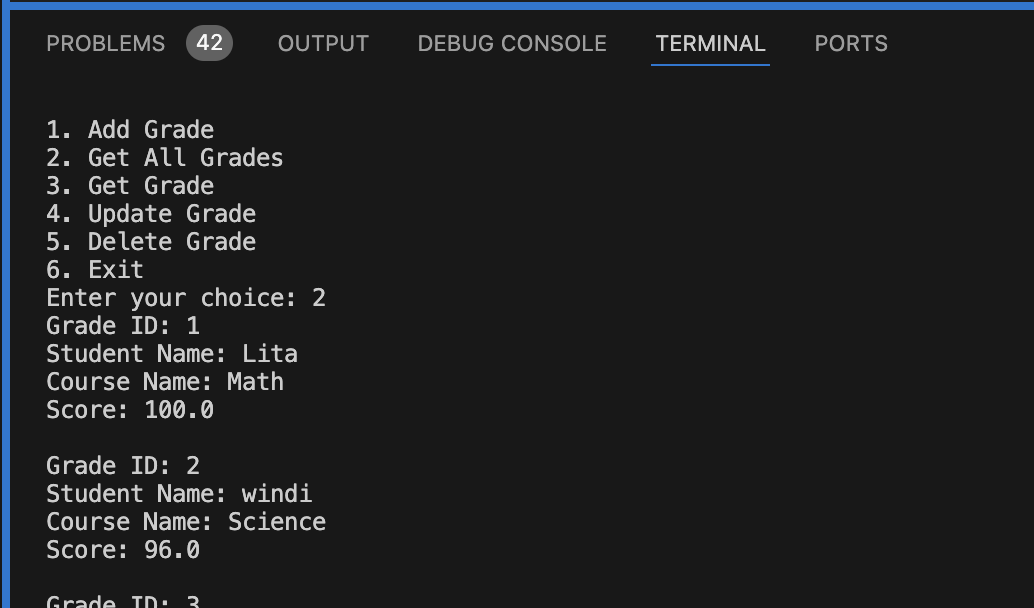 PROBLEMS 42 OUTPUT DEBUG CONSOLE TERMINAL PORTS
1. Add Grade
2. Get All Grades
3. Get Grade
4. Update Grade
5. Delete Grade
6. Exit
Enter your choice: 2
Grade ID: 1
Student Name: Lita
Course Name: Math
Score: 100.0
Grade ID: 2
Student Name: windi
Course Name: Science
Score: 96.0
Grade ID: 3